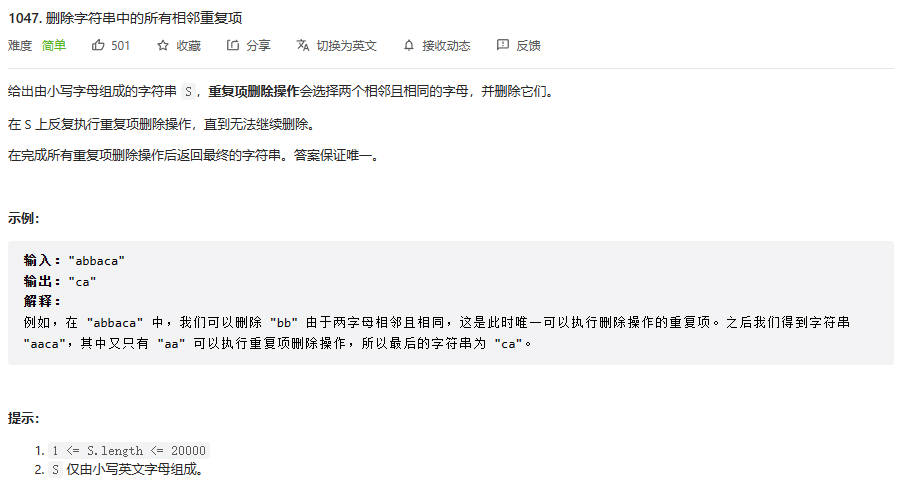 1047. 删除字符串中的所有相邻重复项
难度 简单 501 收藏 分享 切换为英文 接收动态 反馈
给出由小写字母组成的字符串 S，重复项删除操作会选择两个相邻且相同的字母，并删除它们。
在 S 上反复执行重复项删除操作，直到无法继续删除。
在完成所有重复项删除操作后返回最终的字符串。答案保证唯一。
示例：
输入："abbaca"
输出："ca"
解释：
例如，在 "abbaca" 中，我们可以删除 "bb" 由于两字母相邻且相同，这是此时唯一可以执行删除操作的重复项。之后我们得到字符串
"aaca"，其中又只有 "aa" 可以执行重复项删除操作，所以最后的字符串为 "ca"。
提示：
1. 1 <= S.length <= 20000
2. S 仅由小写英文字母组成。